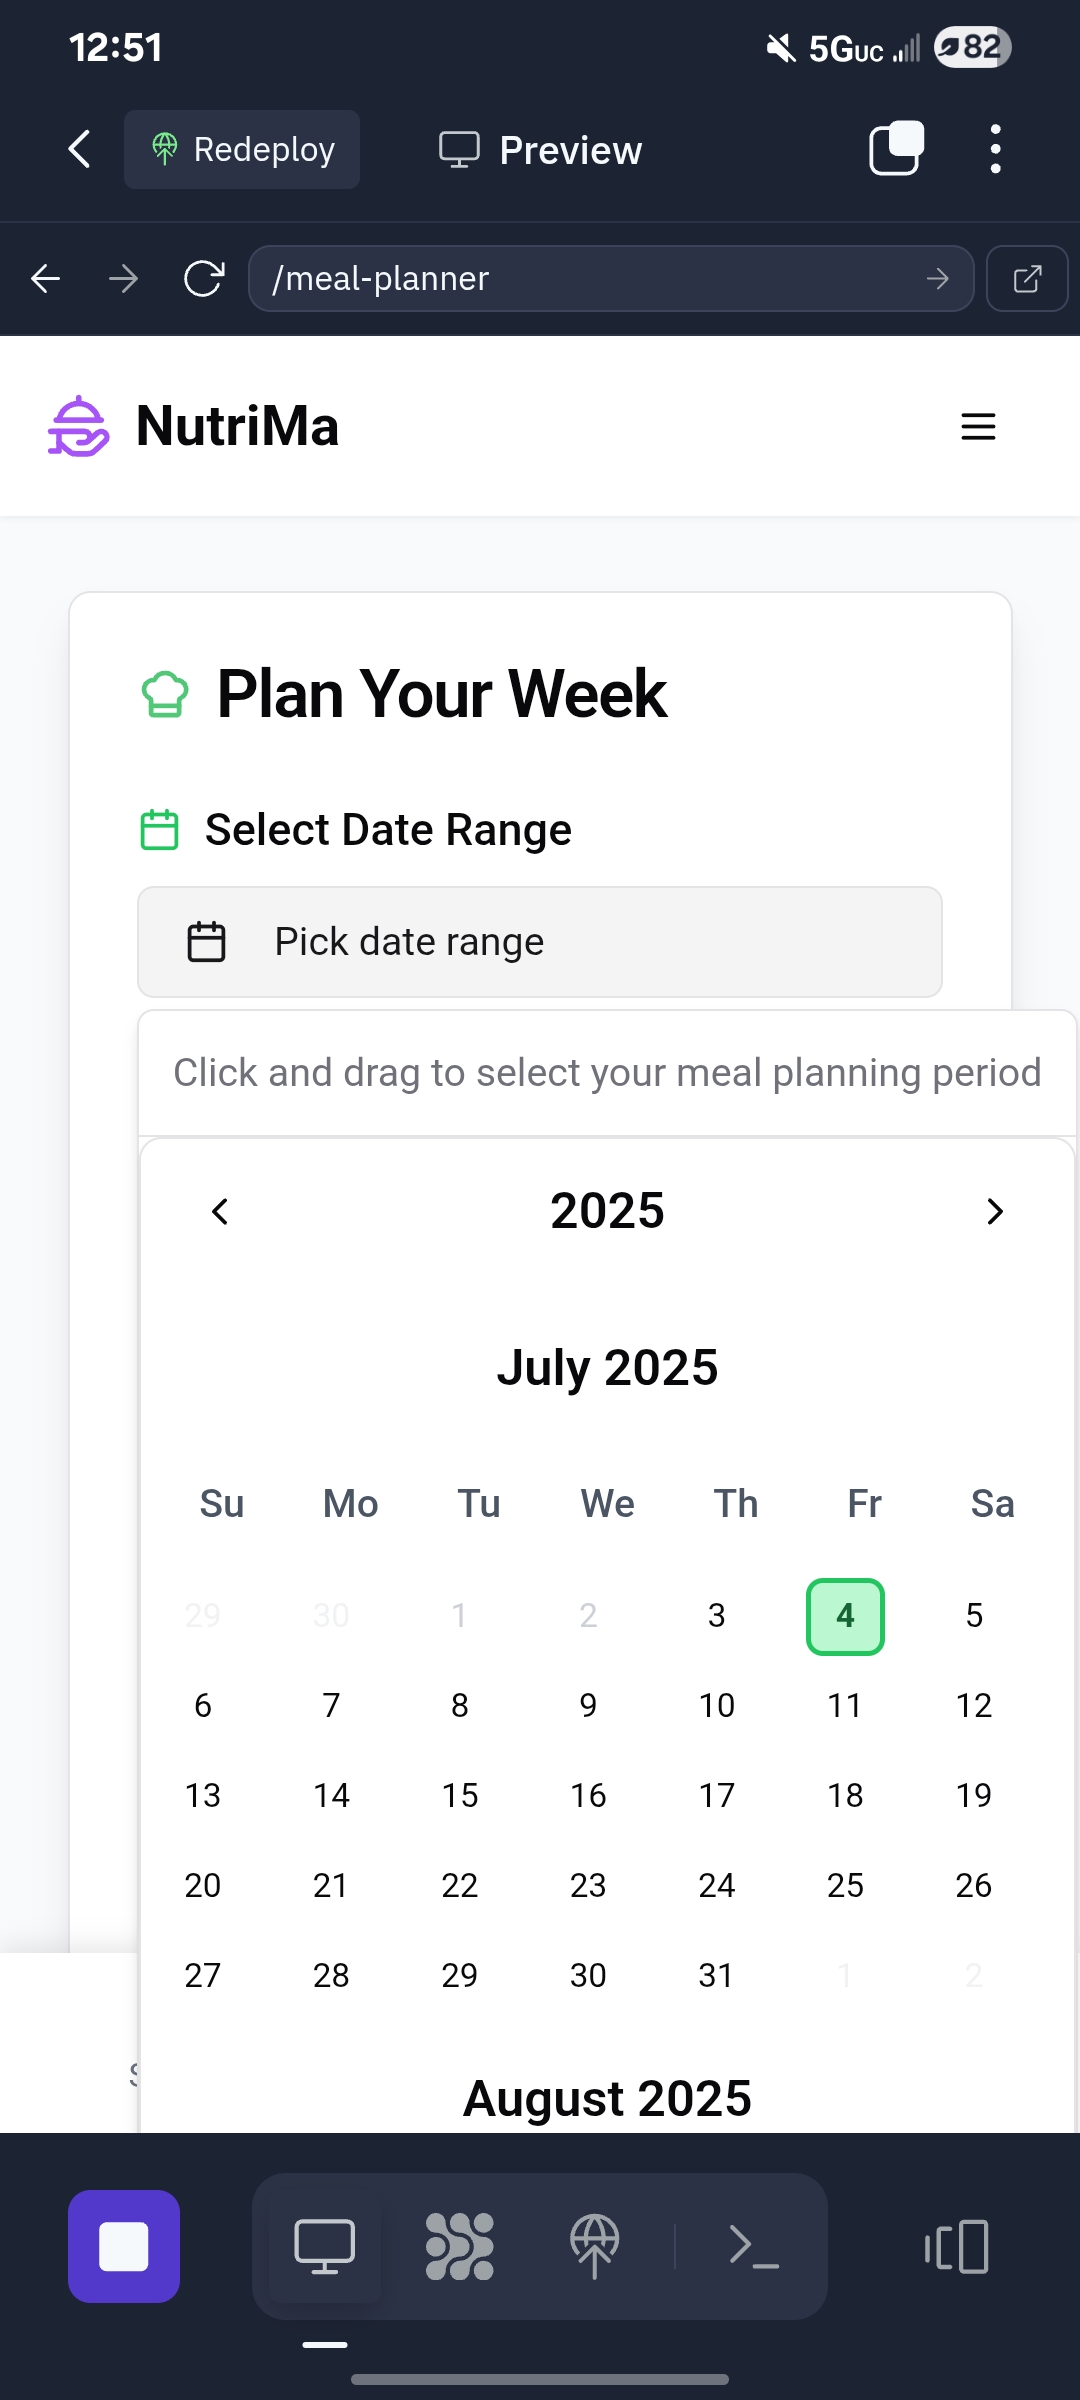 12:51
5GUC 82
Redeploy Preview
/meal-planner
NutriMa
Plan Your Week
Select Date Range
Pick date range
Click and drag to select your meal planning period
2025
July 2025
Su Mo Tu We Th Fr Sa
29 30 1 2 3 4 5
6 7 8 9 10 11 12
13 14 15 16 17 18 19
20 21 22 23 24 25 26
27 28 29 30 31 1 2
August 2025